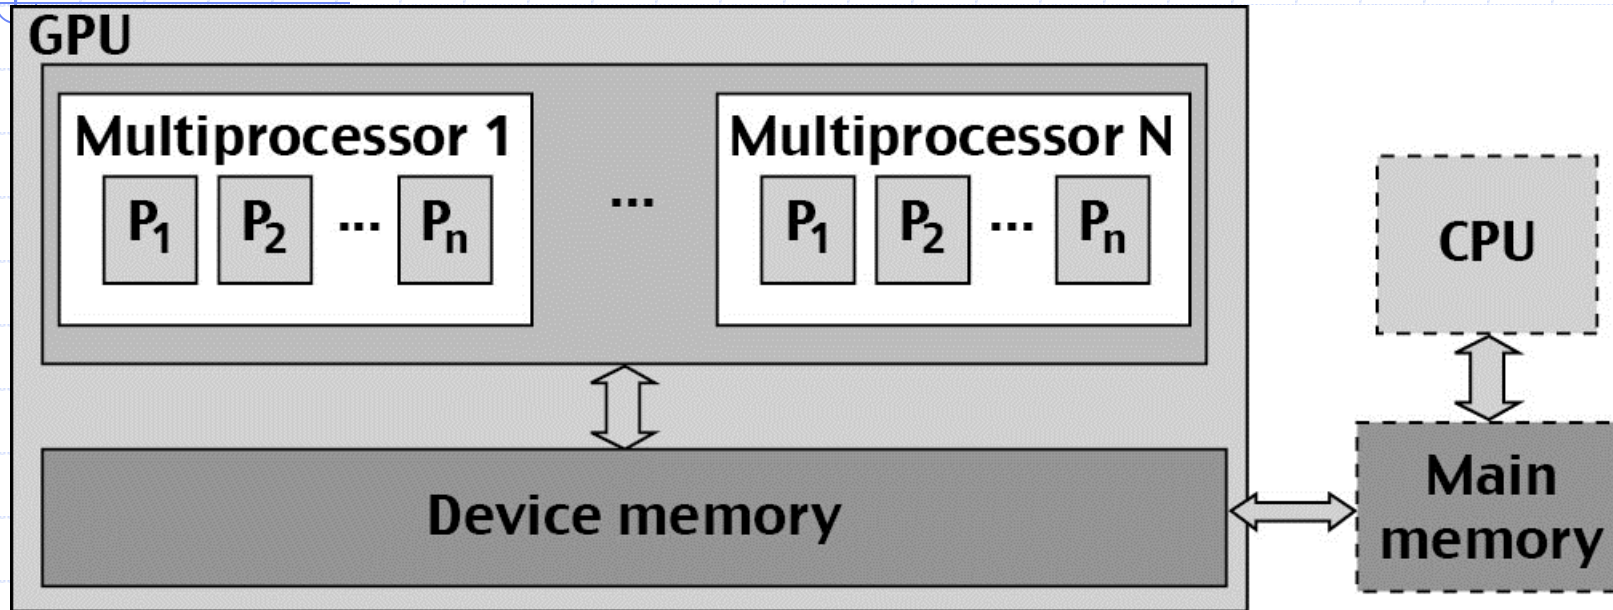 GPU
Multiprocessor 1
P1 P2 ... Pn
...
Multiprocessor N
P1 P2 ... Pn
Device memory
CPU
Main
memory